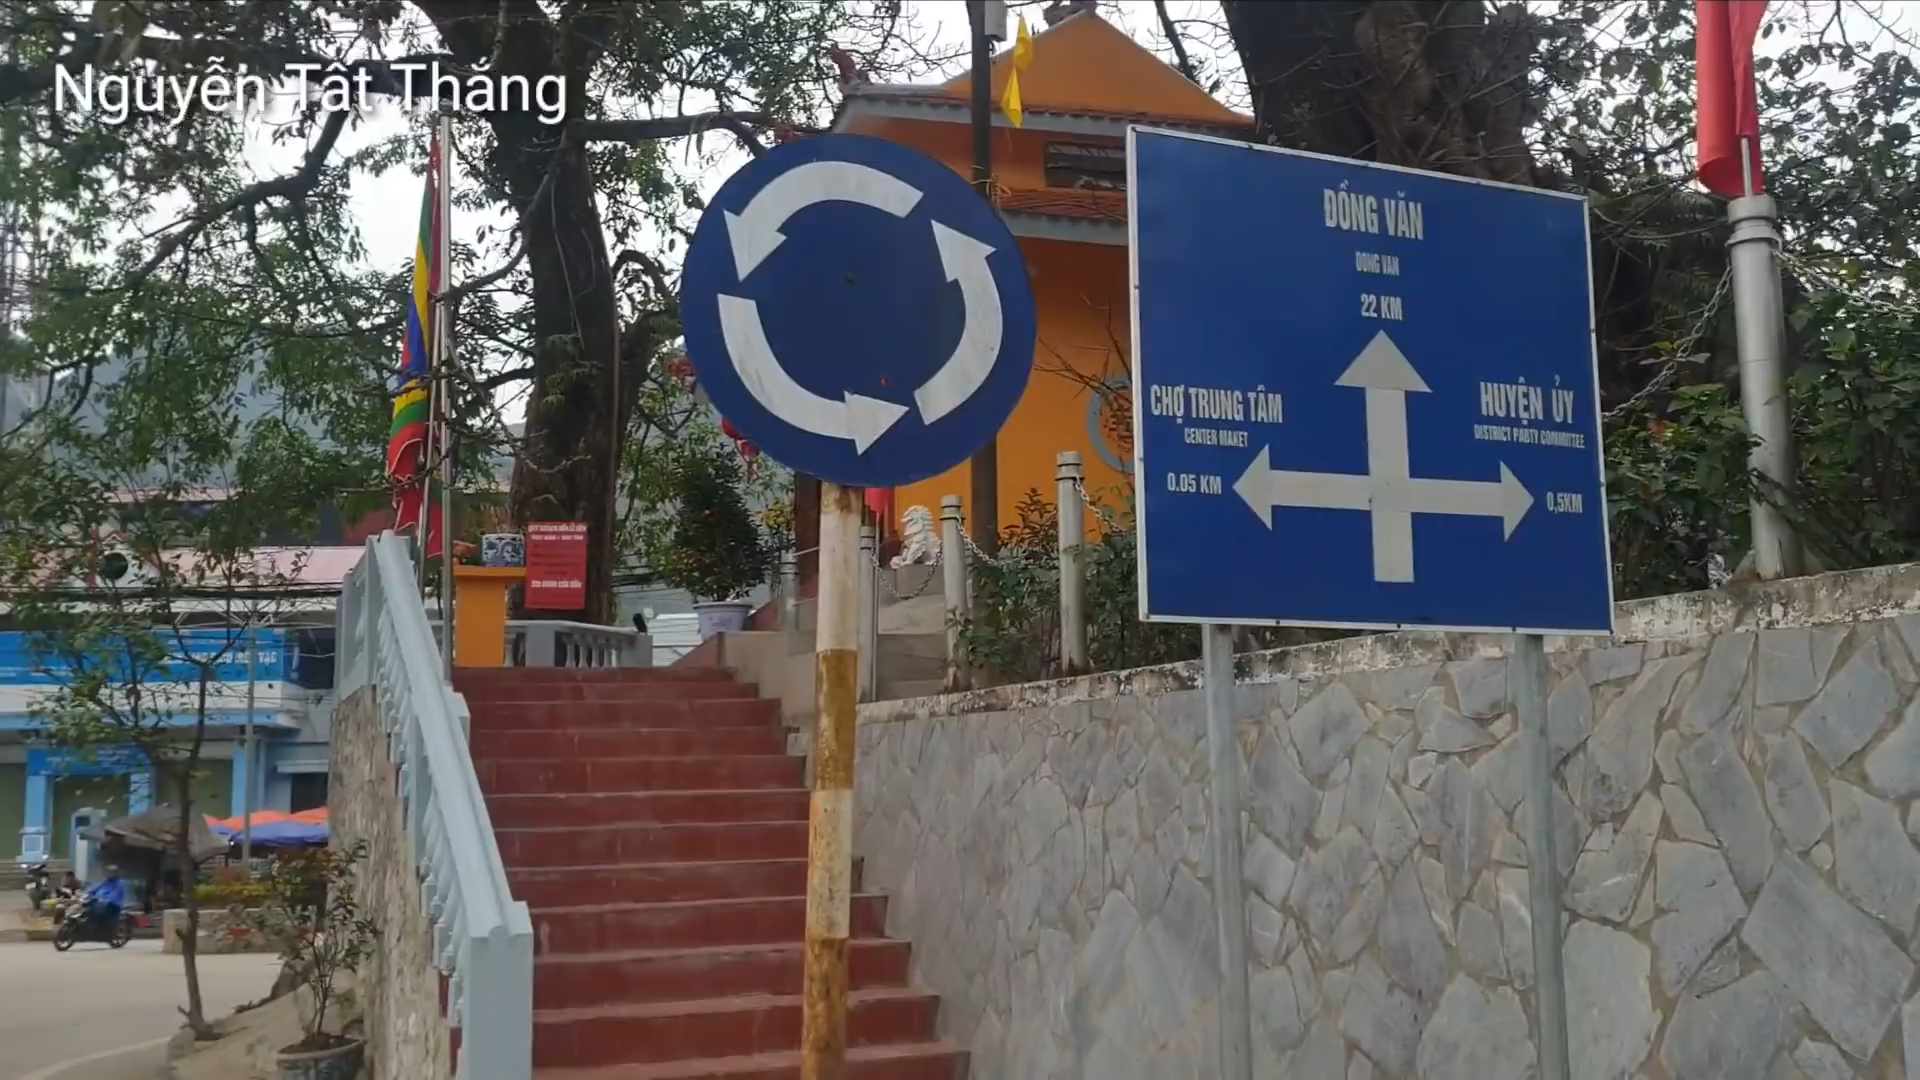 Nguyễn Tất Thắng
ĐỒNG VĂN
DONG VAN
22 KM
CHỢ TRUNG TÂM
CENTER MAKET
0.05 KM
HUYỆN ỦY
DISTRICT PABTY COMMITTEE
0,5KM